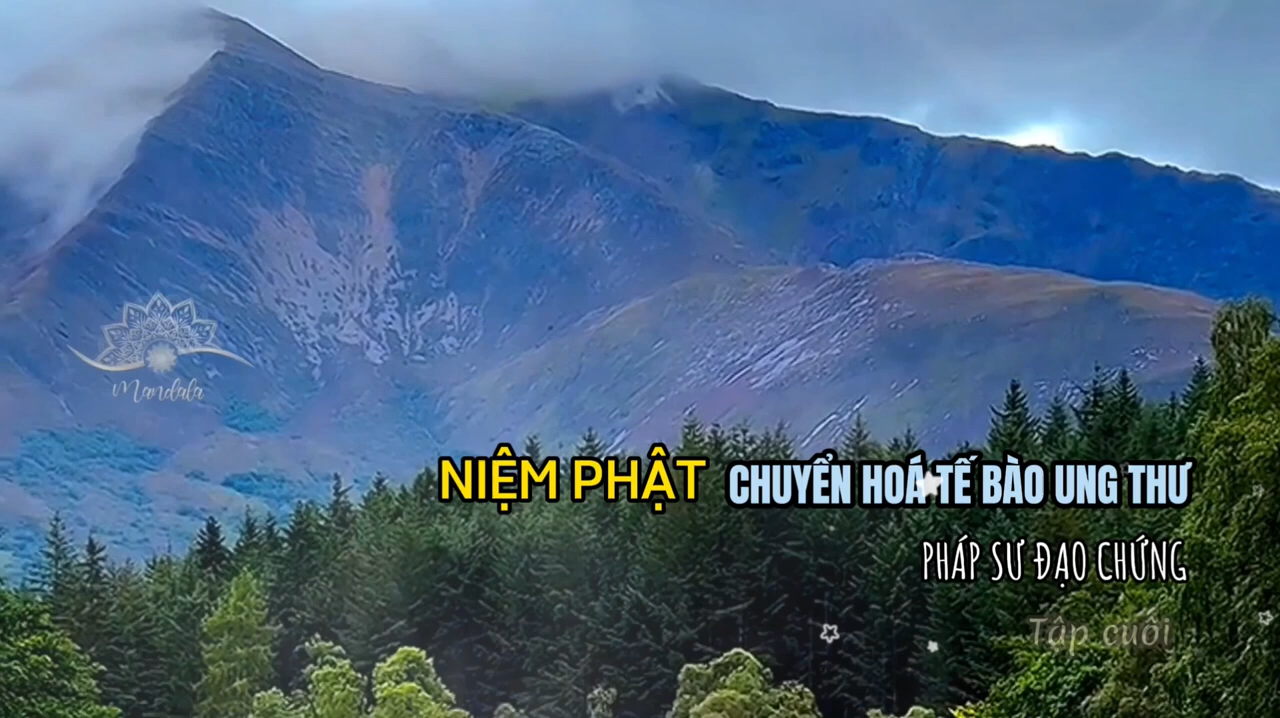 Mandala
NIỆM PHẬT CHUYỂN HOÁ TẾ BÀO UNG THƯ
PHÁP SƯ ĐẠO CHỨNG
Tập cuối